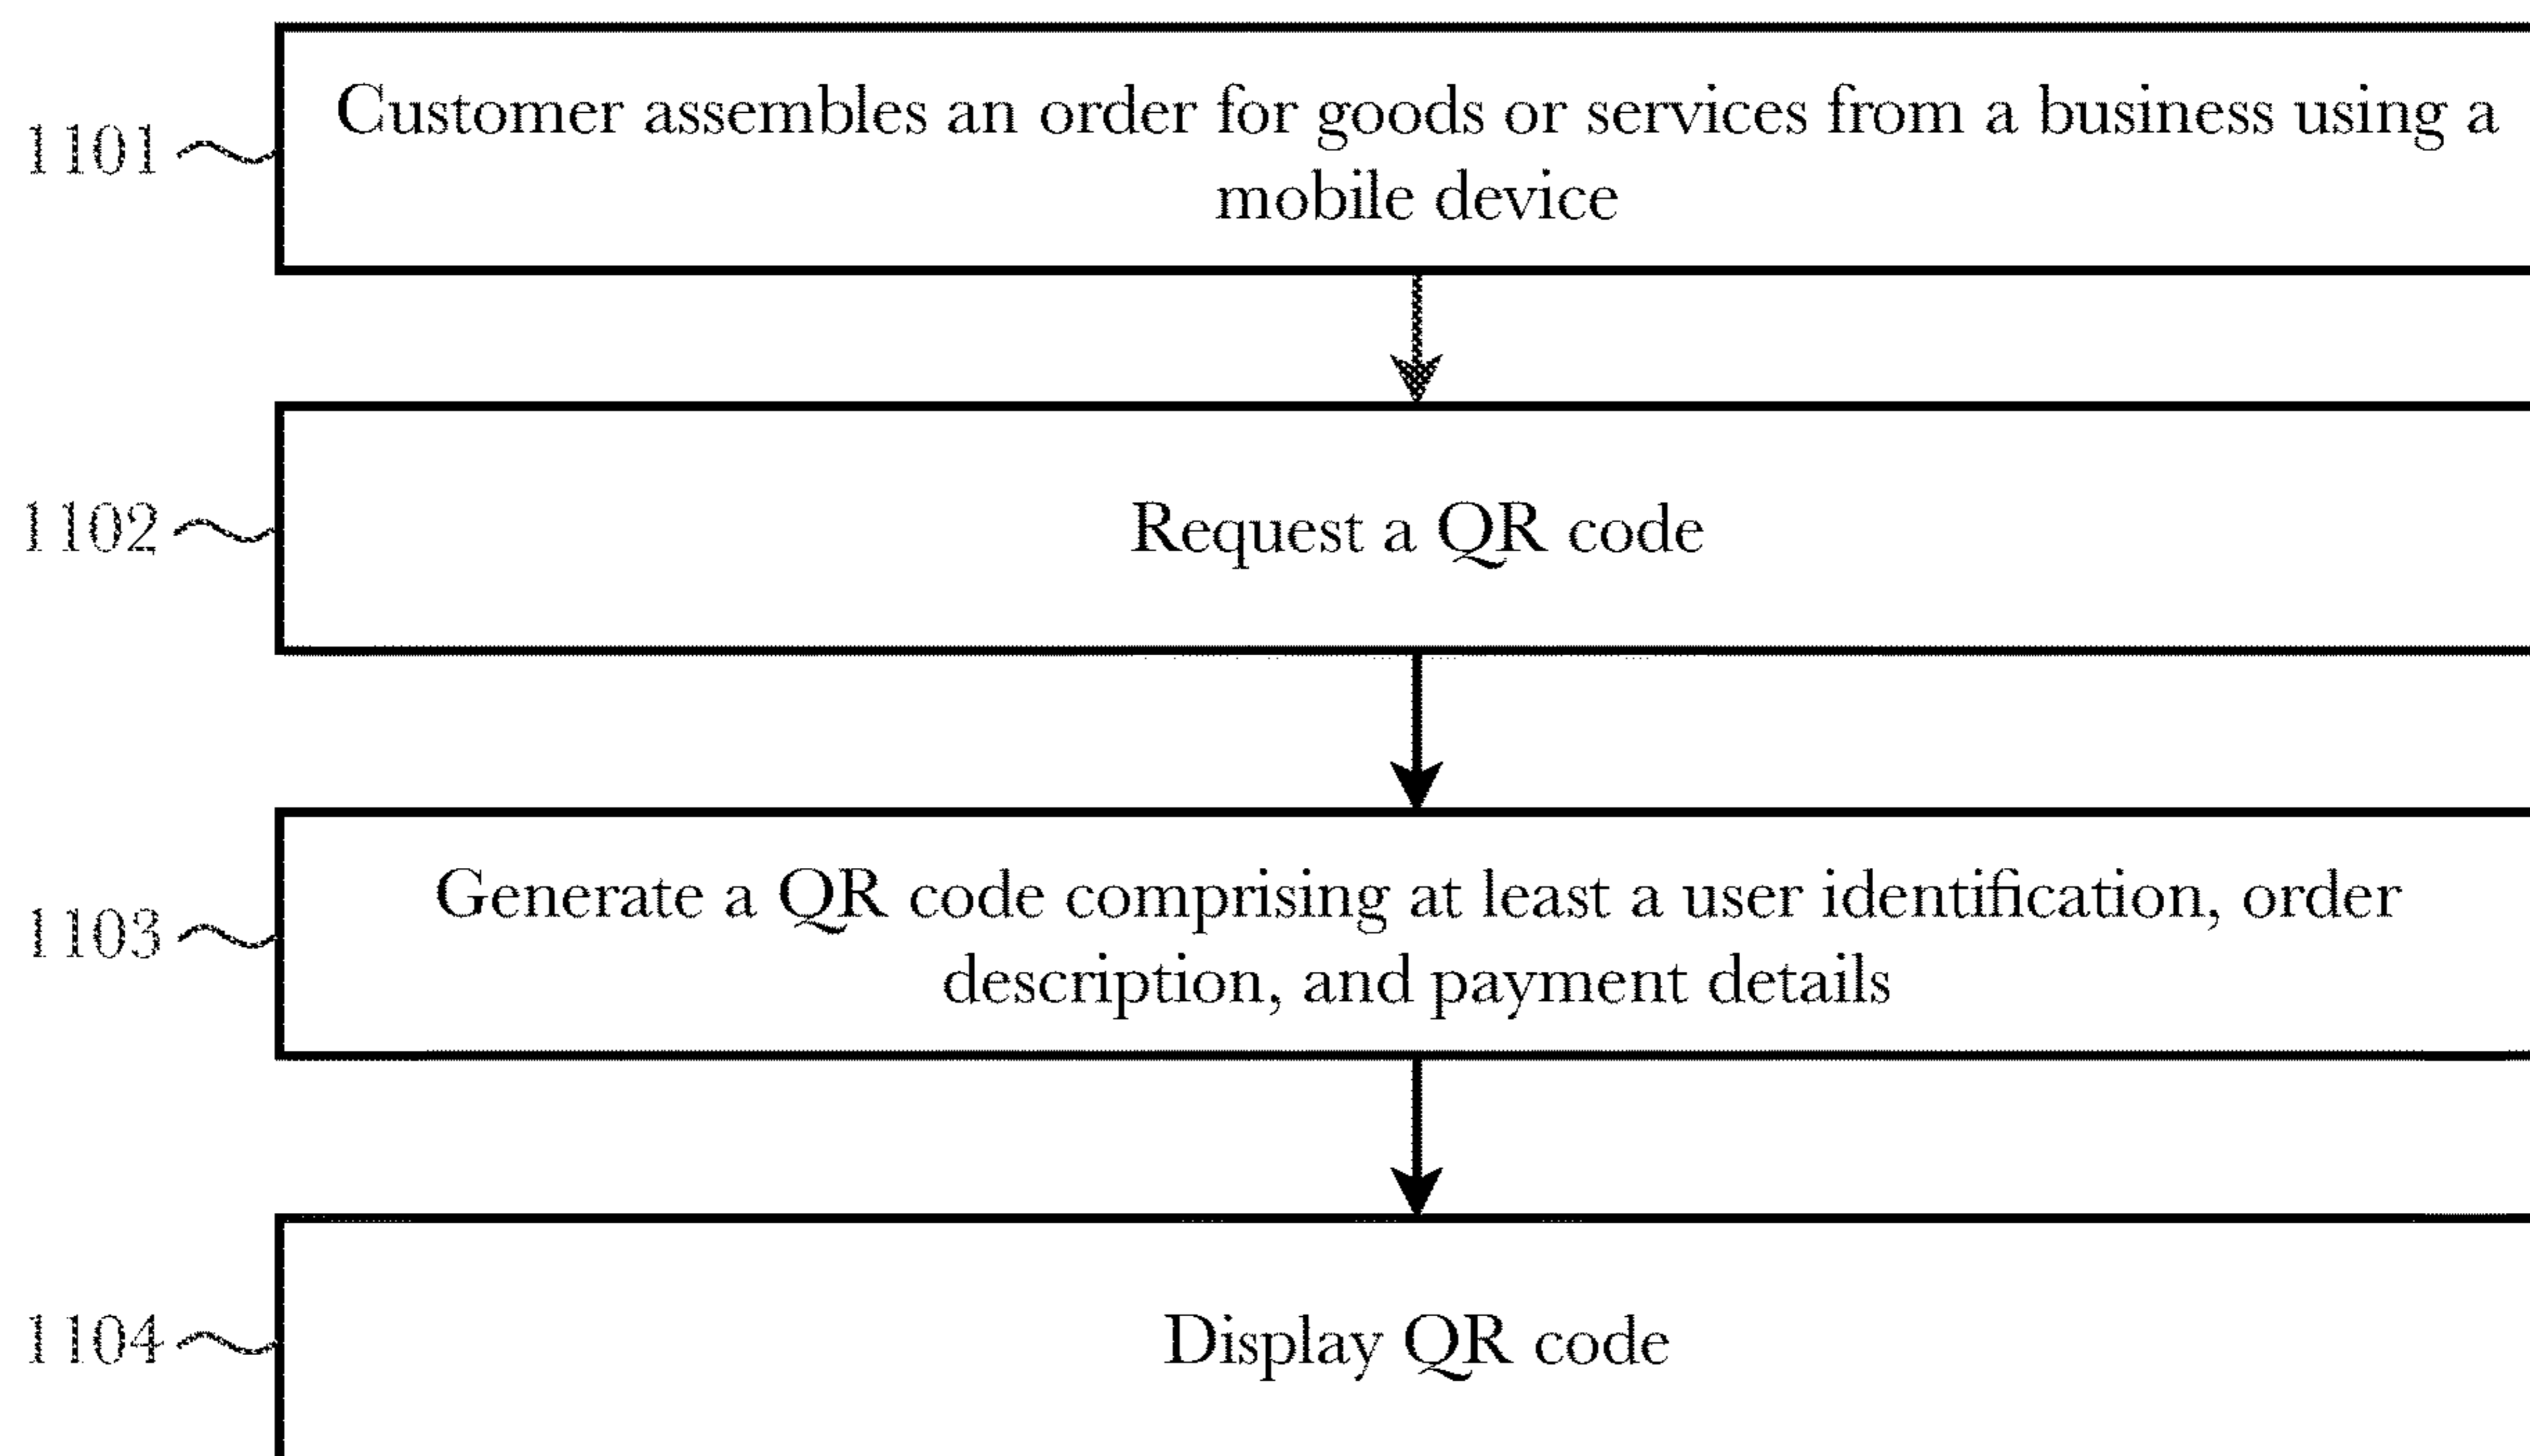 Customer assembles an order for goods or services from a business using a
1101
mobile device
1102
Request a QR code
Generate a QR code comprising at least a user identification, order
1103
description, and payment details
1104
Display QR code